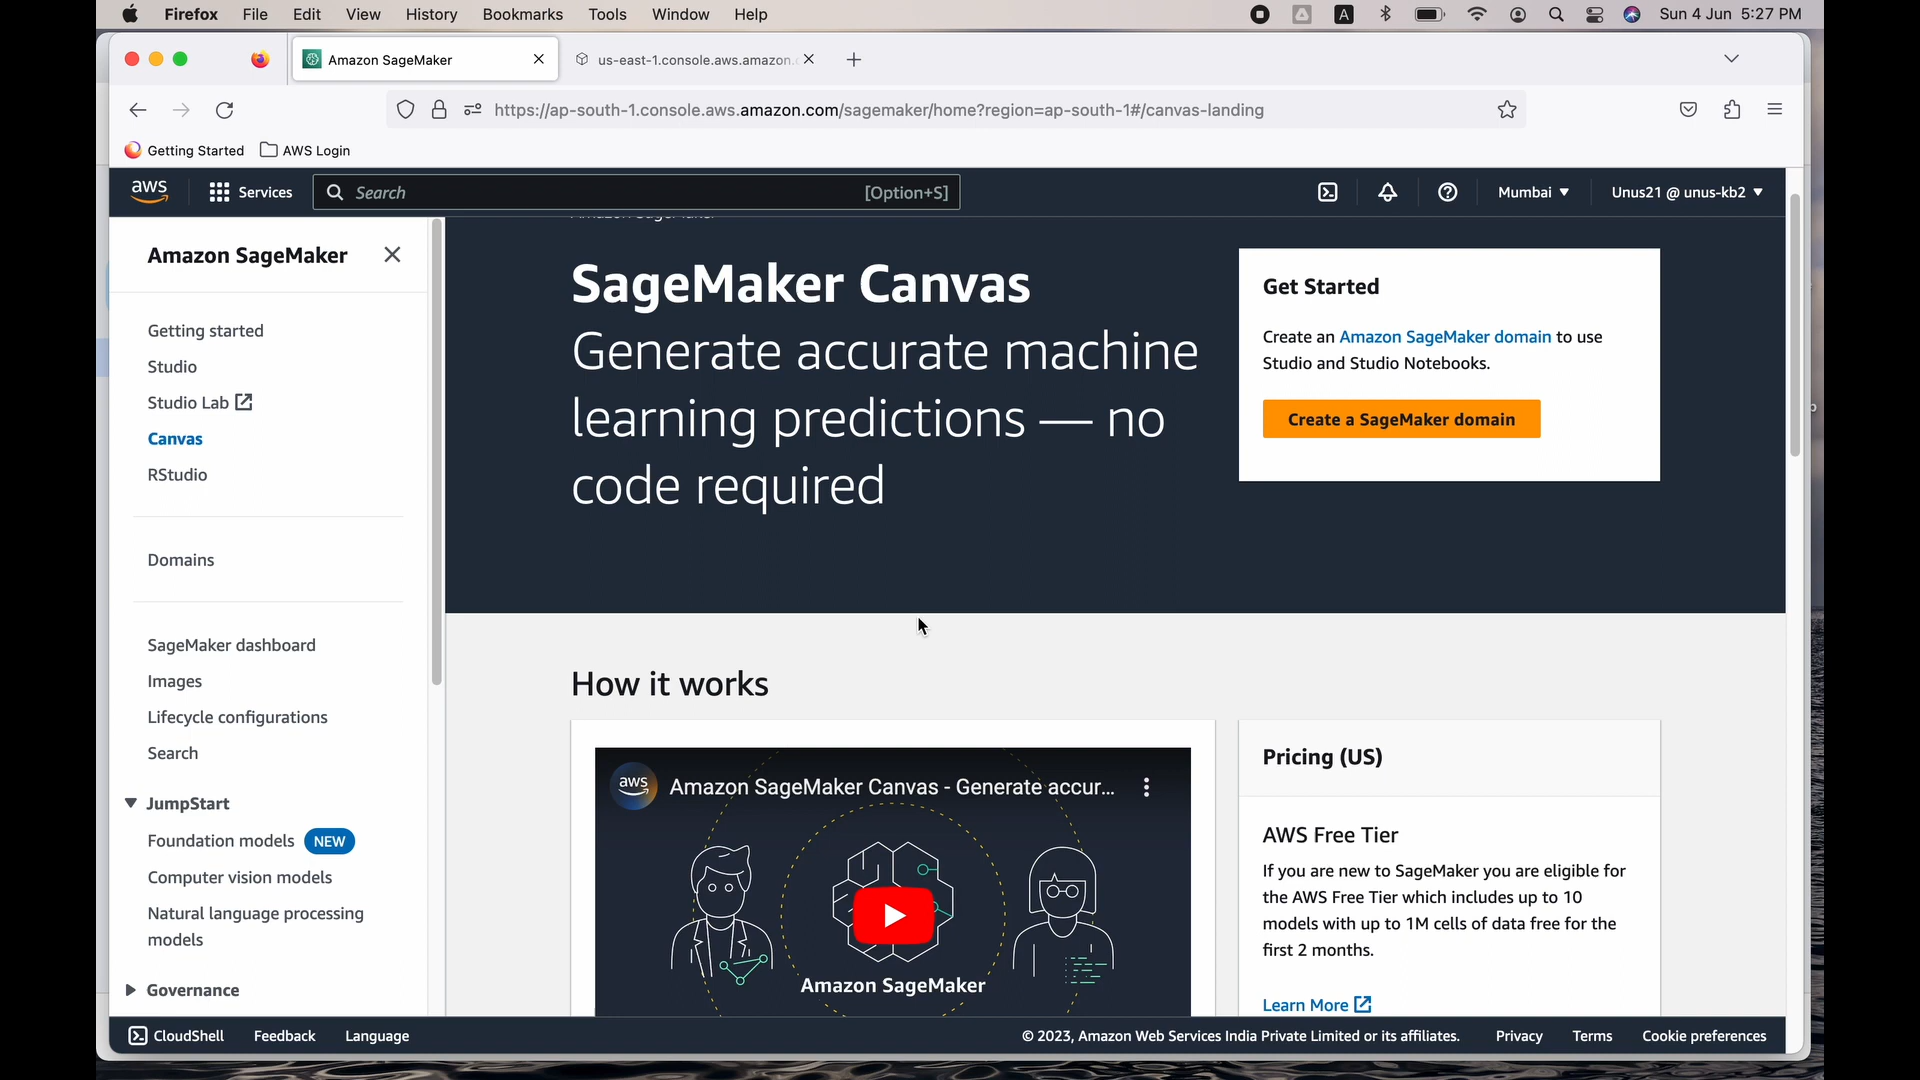 Firefox File Edit View History Bookmarks Tools Window Help
A
Sun 4 Jun 5:27 PM
Amazon SageMaker
us-east-1.console.aws.amazon.
https://ap-south-1.console.aws.amazon.com/sagemaker/home?region=ap-south-1#/canvas-landing
Getting Started AWS Login
aws Services Search [Option+S] Mumbai Unus21 @ unus-kb2
Amazon SageMaker
Getting started
Studio
Studio Lab
Canvas
RStudio
Domains
SageMaker dashboard
Images
Lifecycle configurations
Search
JumpStart
Foundation models NEW
Computer vision models
Natural language processing
models
Governance
Amazon SageMaker
SageMaker Canvas
Generate accurate machine
learning predictions — no
code required
Get Started
Create an Amazon SageMaker domain to use
Studio and Studio Notebooks.
Create a SageMaker domain
How it works
aws Amazon SageMaker Canvas - Generate accur...
Amazon SageMaker
Pricing (US)
AWS Free Tier
If you are new to SageMaker you are eligible for
the AWS Free Tier which includes up to 10
models with up to 1M cells of data free for the
first 2 months.
Learn More
CloudShell Feedback Language
© 2023, Amazon Web Services India Private Limited or its affiliates. Privacy Terms Cookie preferences